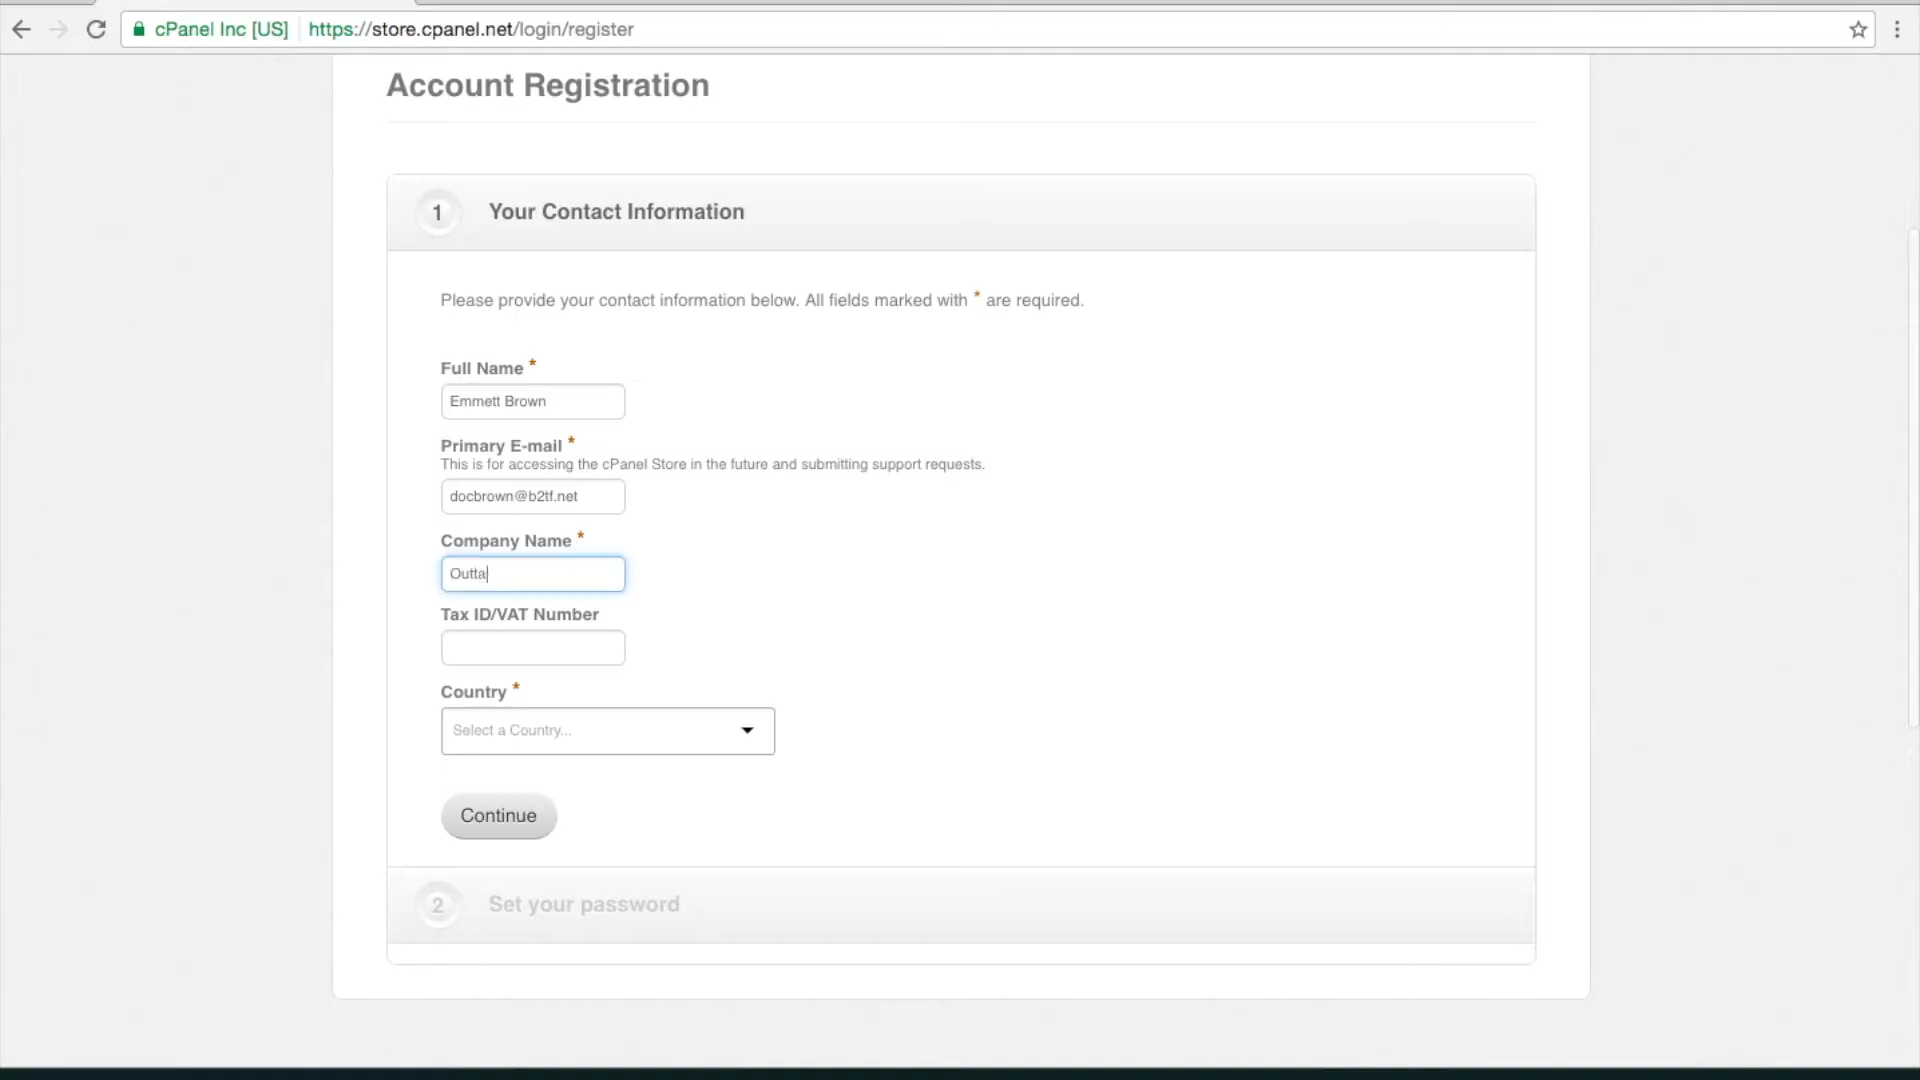 cPanel Inc [US] https://store.cpanel.net/login/register
Account Registration
1 Your Contact Information
Please provide your contact information below. All fields marked with * are required.
Full Name *
Emmett Brown
Primary E-mail *
This is for accessing the cPanel Store in the future and submitting support requests.
docbrown@b2tf.net
Company Name *
Outta
Tax ID/VAT Number
Country *
Select a Country...
Continue
2 Set your password